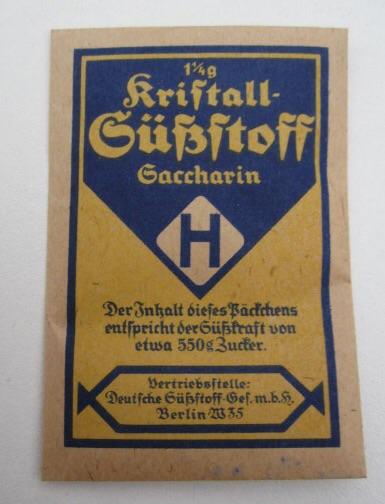 1¼g
Kristall-
Süßstoff
Saccharin
H
Der Inhalt dieses Päckchens
entspricht der Süßkraft von
etwa 550g Zucker.
Vertriebsstelle:
Deutsche Süßstoff-Ges.m.b.H.
Berlin W35